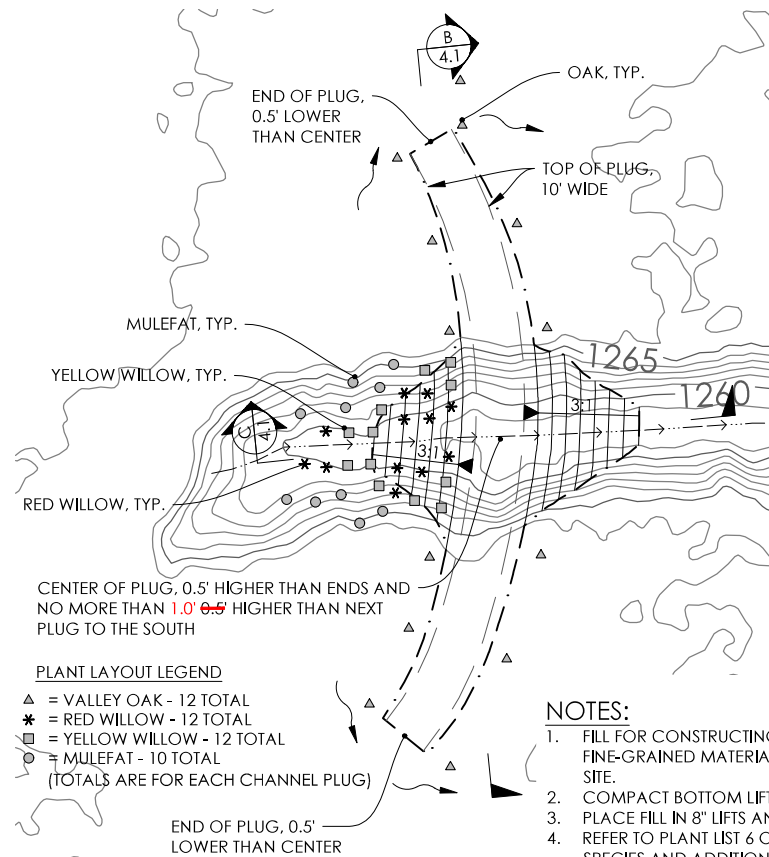 B
4.1
OAK, TYP.
END OF PLUG,
0.5' LOWER
THAN CENTER
TOP OF PLUG,
10' WIDE
MULEFAT, TYP.
1265
YELLOW WILLOW, TYP.
1260
3:1
C
4.1
3:1
RED WILLOW, TYP.
CENTER OF PLUG, 0.5' HIGHER THAN ENDS AND
NO MORE THAN 1.0' 0.5' HIGHER THAN NEXT
PLUG TO THE SOUTH
PLANT LAYOUT LEGEND
= VALLEY OAK - 12 TOTAL
= RED WILLOW - 12 TOTAL
= YELLOW WILLOW - 12 TOTAL
= MULEFAT - 10 TOTAL
(TOTALS ARE FOR EACH CHANNEL PLUG)
END OF PLUG, 0.5'
LOWER THAN CENTER
NOTES:
1. FILL FOR CONSTRUCTING
FINE-GRAINED MATERIA
SITE.
2. COMPACT BOTTOM LIF
3. PLACE FILL IN 8" LIFTS AN
4. REFER TO PLANT LIST 6 O
SPECIES AND ADDITION